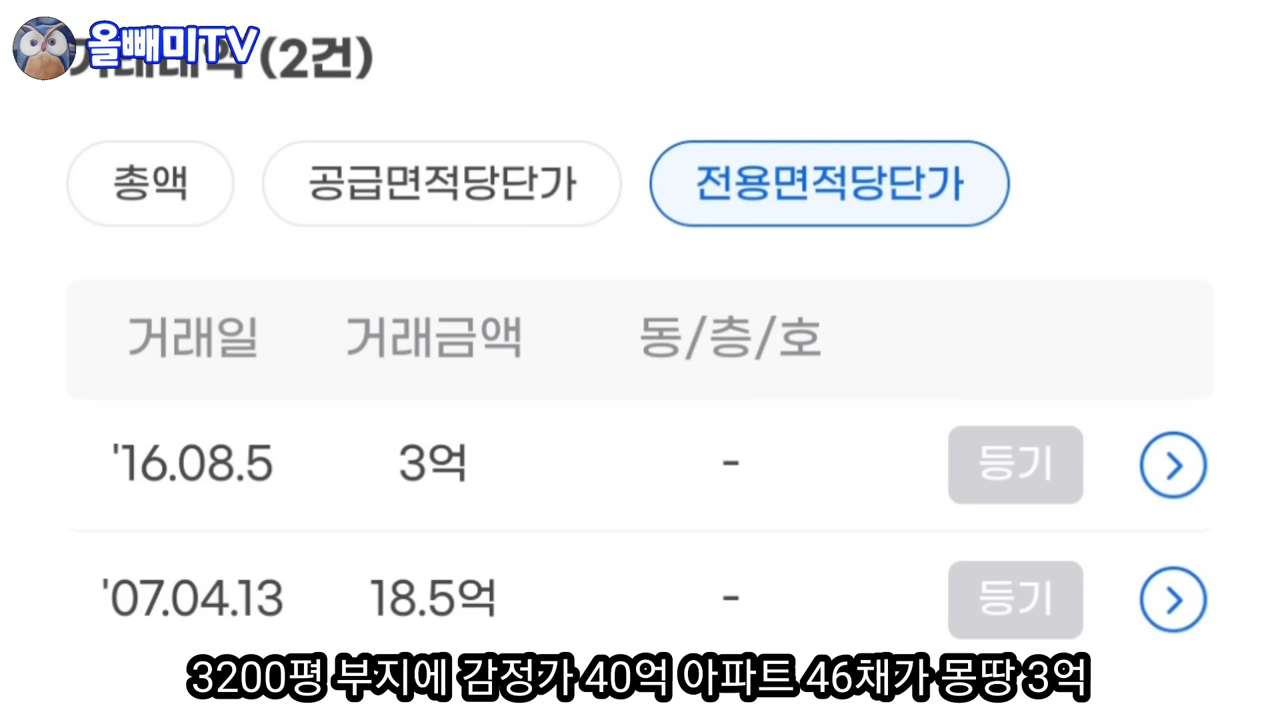 올빼미TV
(2건)
총액 공급면적당단가 전용면적당단가
거래일 거래금액 동/층/호
'16.08.5 3억 - 등기
'07.04.13 18.5억 - 등기
3200평 부지에 감정가 40억 아파트 46채가 몽땅 3억